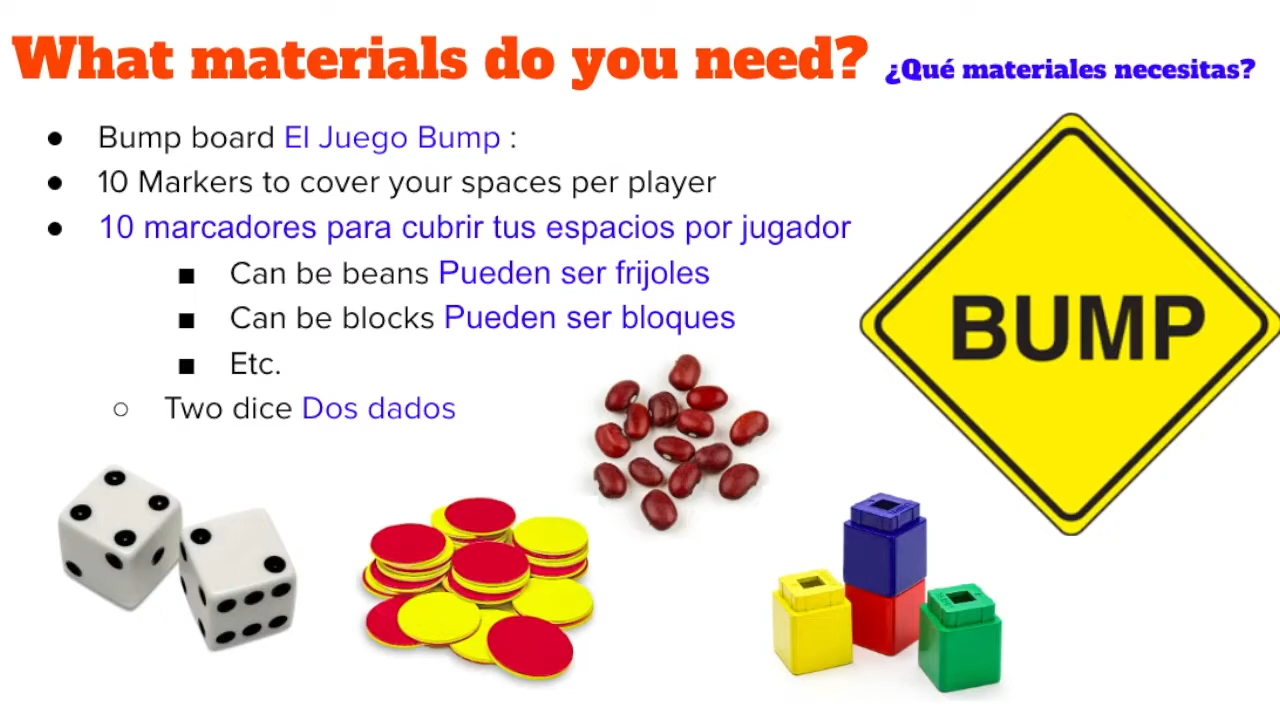 What materials do you need? ¿Qué materiales necesitas?
● Bump board El Juego Bump :
● 10 Markers to cover your spaces per player
● 10 marcadores para cubrir tus espacios por jugador
■ Can be beans Pueden ser frijoles
■ Can be blocks Pueden ser bloques
■ Etc.
○ Two dice Dos dados
BUMP